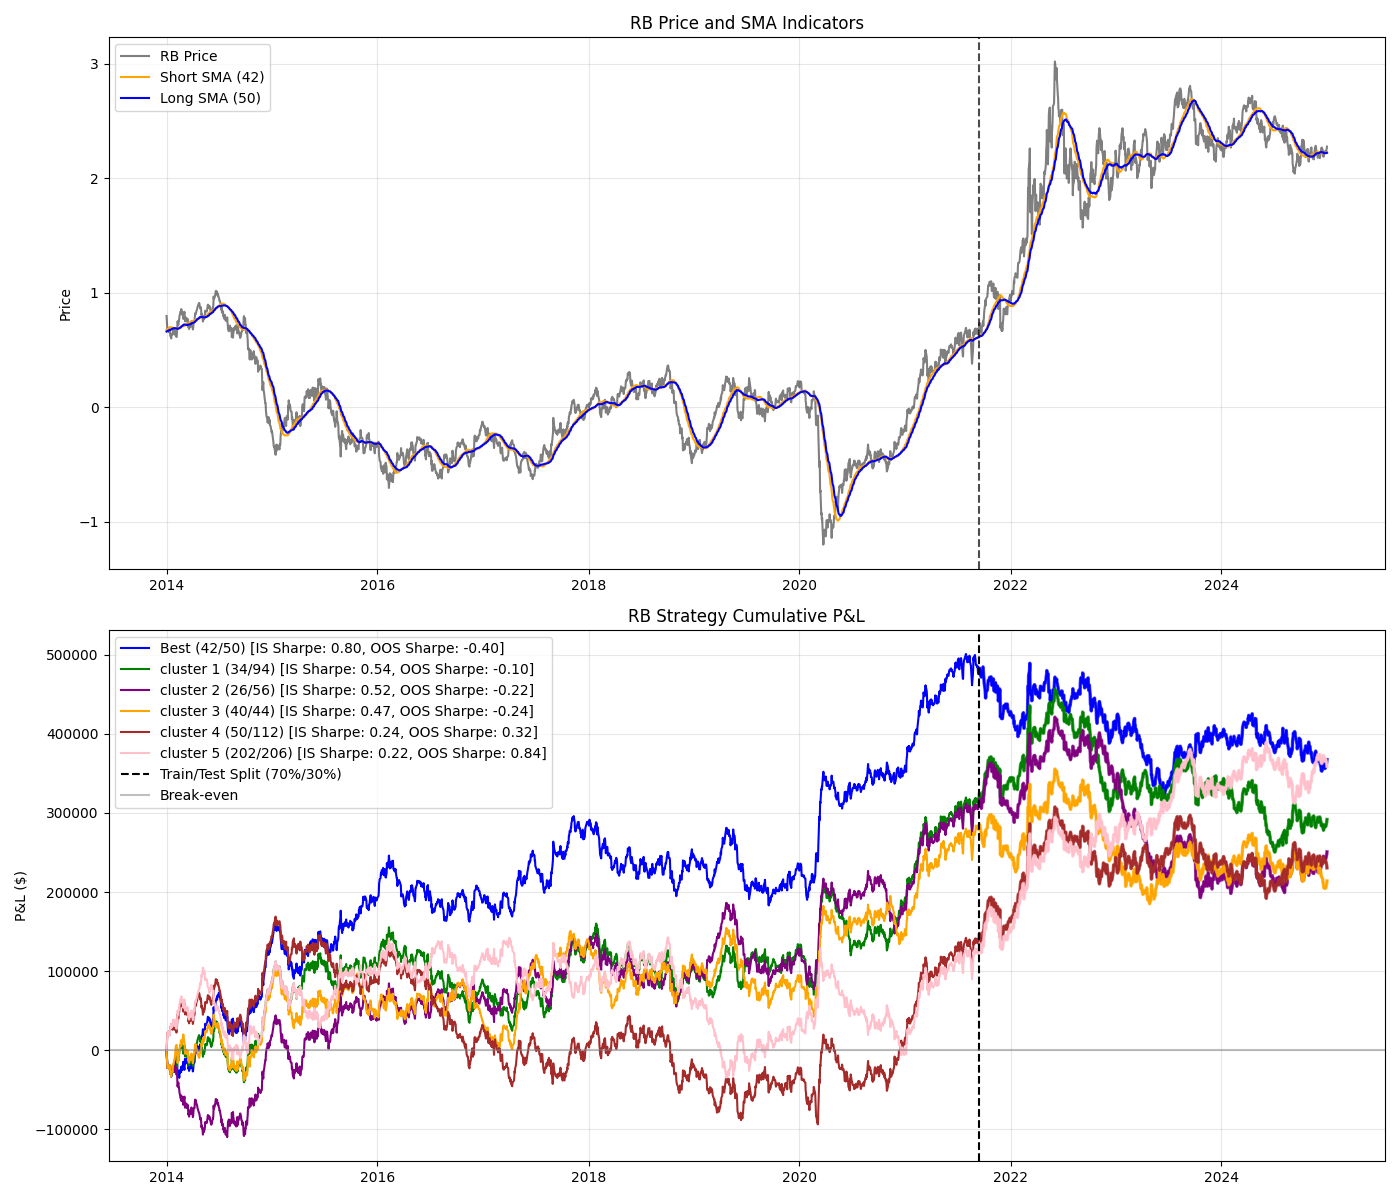 RB Price and SMA Indicators
RB Price
Short SMA (42)
Long SMA (50)
Price
3
2
1
0
−1
2014 2016 2018 2020 2022 2024
RB Strategy Cumulative P&L
Best (42/50) [IS Sharpe: 0.80, OOS Sharpe: -0.40]
cluster 1 (34/94) [IS Sharpe: 0.54, OOS Sharpe: -0.10]
cluster 2 (26/56) [IS Sharpe: 0.52, OOS Sharpe: -0.22]
cluster 3 (40/44) [IS Sharpe: 0.47, OOS Sharpe: -0.24]
cluster 4 (50/112) [IS Sharpe: 0.24, OOS Sharpe: 0.32]
cluster 5 (202/206) [IS Sharpe: 0.22, OOS Sharpe: 0.84]
Train/Test Split (70%/30%)
Break-even
P&L ($)
500000
400000
300000
200000
100000
0
−100000
2014 2016 2018 2020 2022 2024